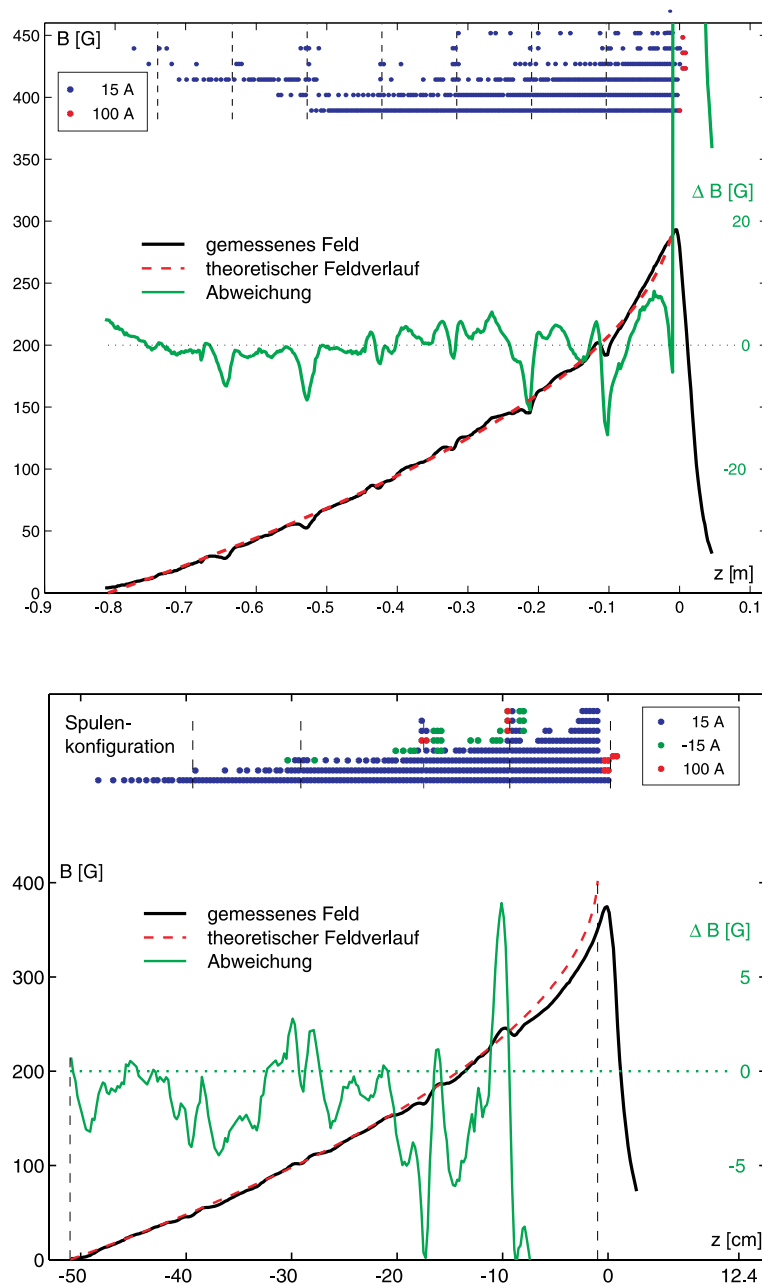 B [G]
450
400
350
300
250
200
150
100
50
0
15 A
100 A
Δ B [G]
20
0
-20
gemessenes Feld
theoretischer Feldverlauf
Abweichung
z [m]
-0.9 -0.8 -0.7 -0.6 -0.5 -0.4 -0.3 -0.2 -0.1 0 0.1
Spulen-
konfiguration
15 A
-15 A
100 A
B [G]
400
300
200
100
0
gemessenes Feld
theoretischer Feldverlauf
Abweichung
Δ B [G]
5
0
-5
z [cm]
-50 -40 -30 -20 -10 0 12.4